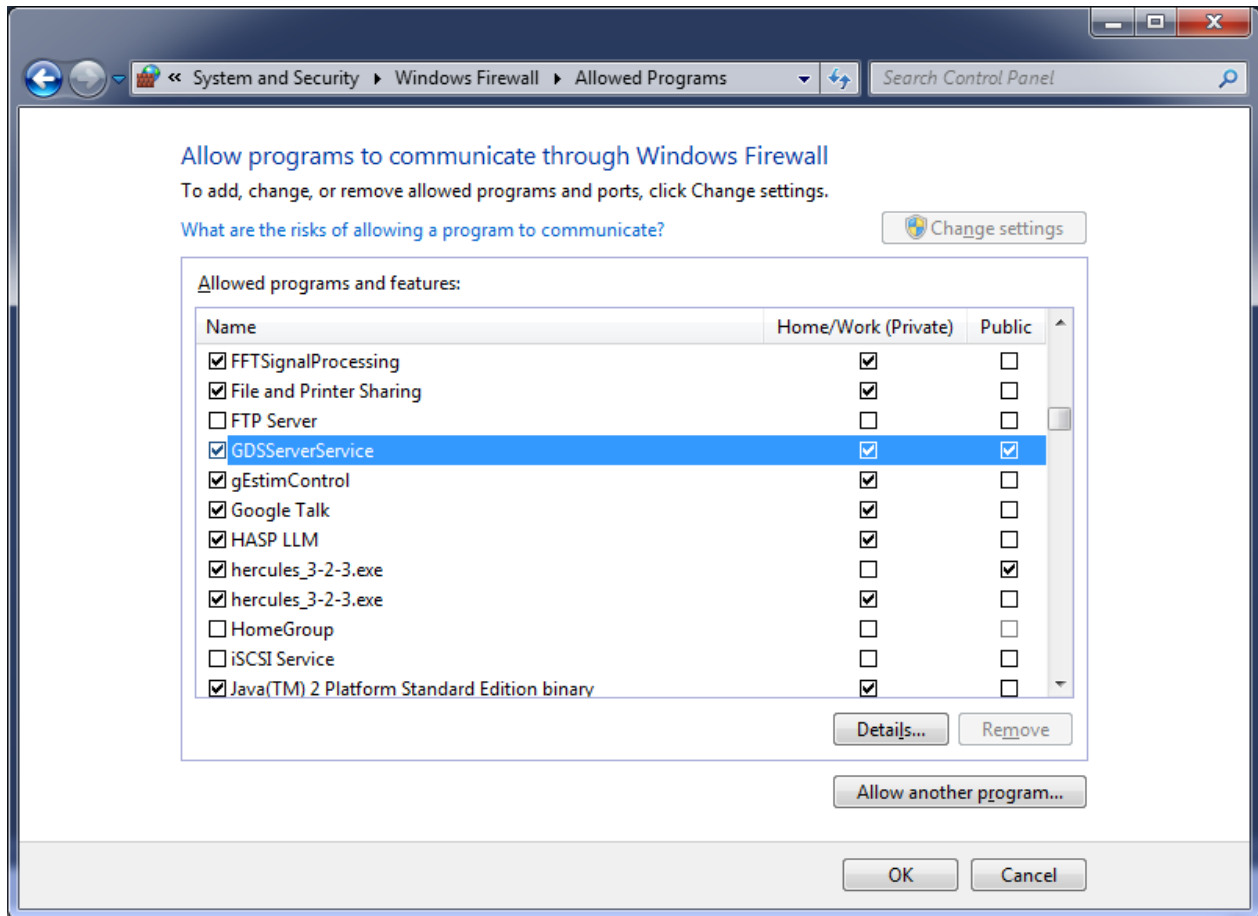 « System and Security ▸ Windows Firewall ▸ Allowed Programs
Search Control Panel
Allow programs to communicate through Windows Firewall
To add, change, or remove allowed programs and ports, click Change settings.
What are the risks of allowing a program to communicate?
Change settings
Allowed programs and features:
Name Home/Work (Private) Public
FFTSignalProcessing
File and Printer Sharing
FTP Server
GDSServerService
gEstimControl
Google Talk
HASP LLM
hercules_3-2-3.exe
hercules_3-2-3.exe
HomeGroup
iSCSI Service
Java(TM) 2 Platform Standard Edition binary
Details... Remove
Allow another program...
OK Cancel